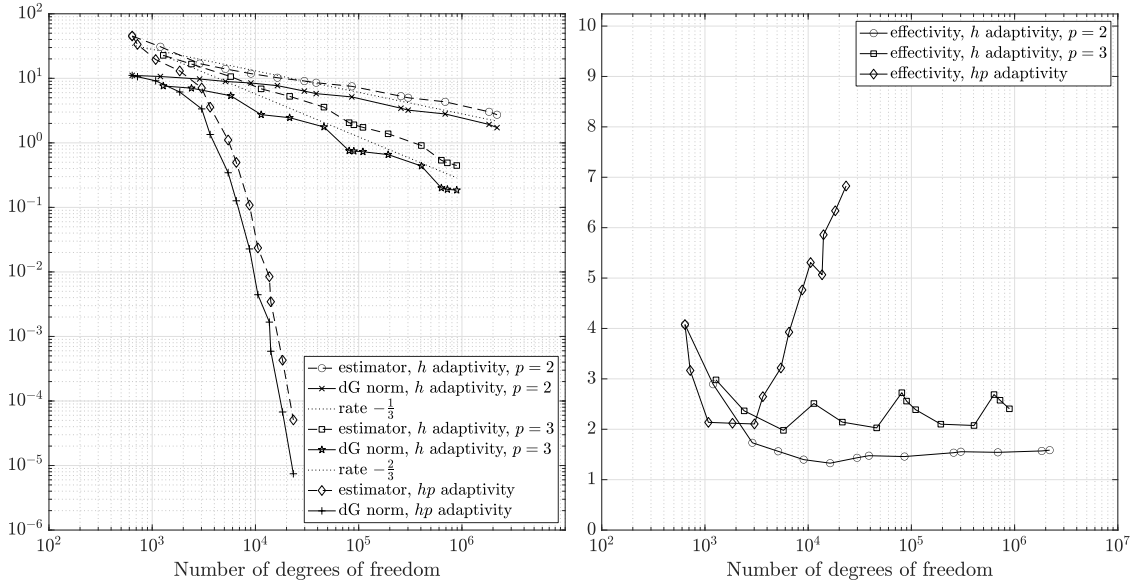 10^2
10^1
10^0
10^{-1}
10^{-2}
10^{-3}
10^{-4}
10^{-5}
10^{-6}
10^2
10^3
10^4
10^5
10^6
Number of degrees of freedom
estimator, h adaptivity, p = 2
dG norm, h adaptivity, p = 2
rate -1/3
estimator, h adaptivity, p = 3
dG norm, h adaptivity, p = 3
rate -2/3
estimator, hp adaptivity
dG norm, hp adaptivity
10
9
8
7
6
5
4
3
2
1
0
10^2
10^3
10^4
10^5
10^6
10^7
Number of degrees of freedom
effectivity, h adaptivity, p = 2
effectivity, h adaptivity, p = 3
effectivity, hp adaptivity